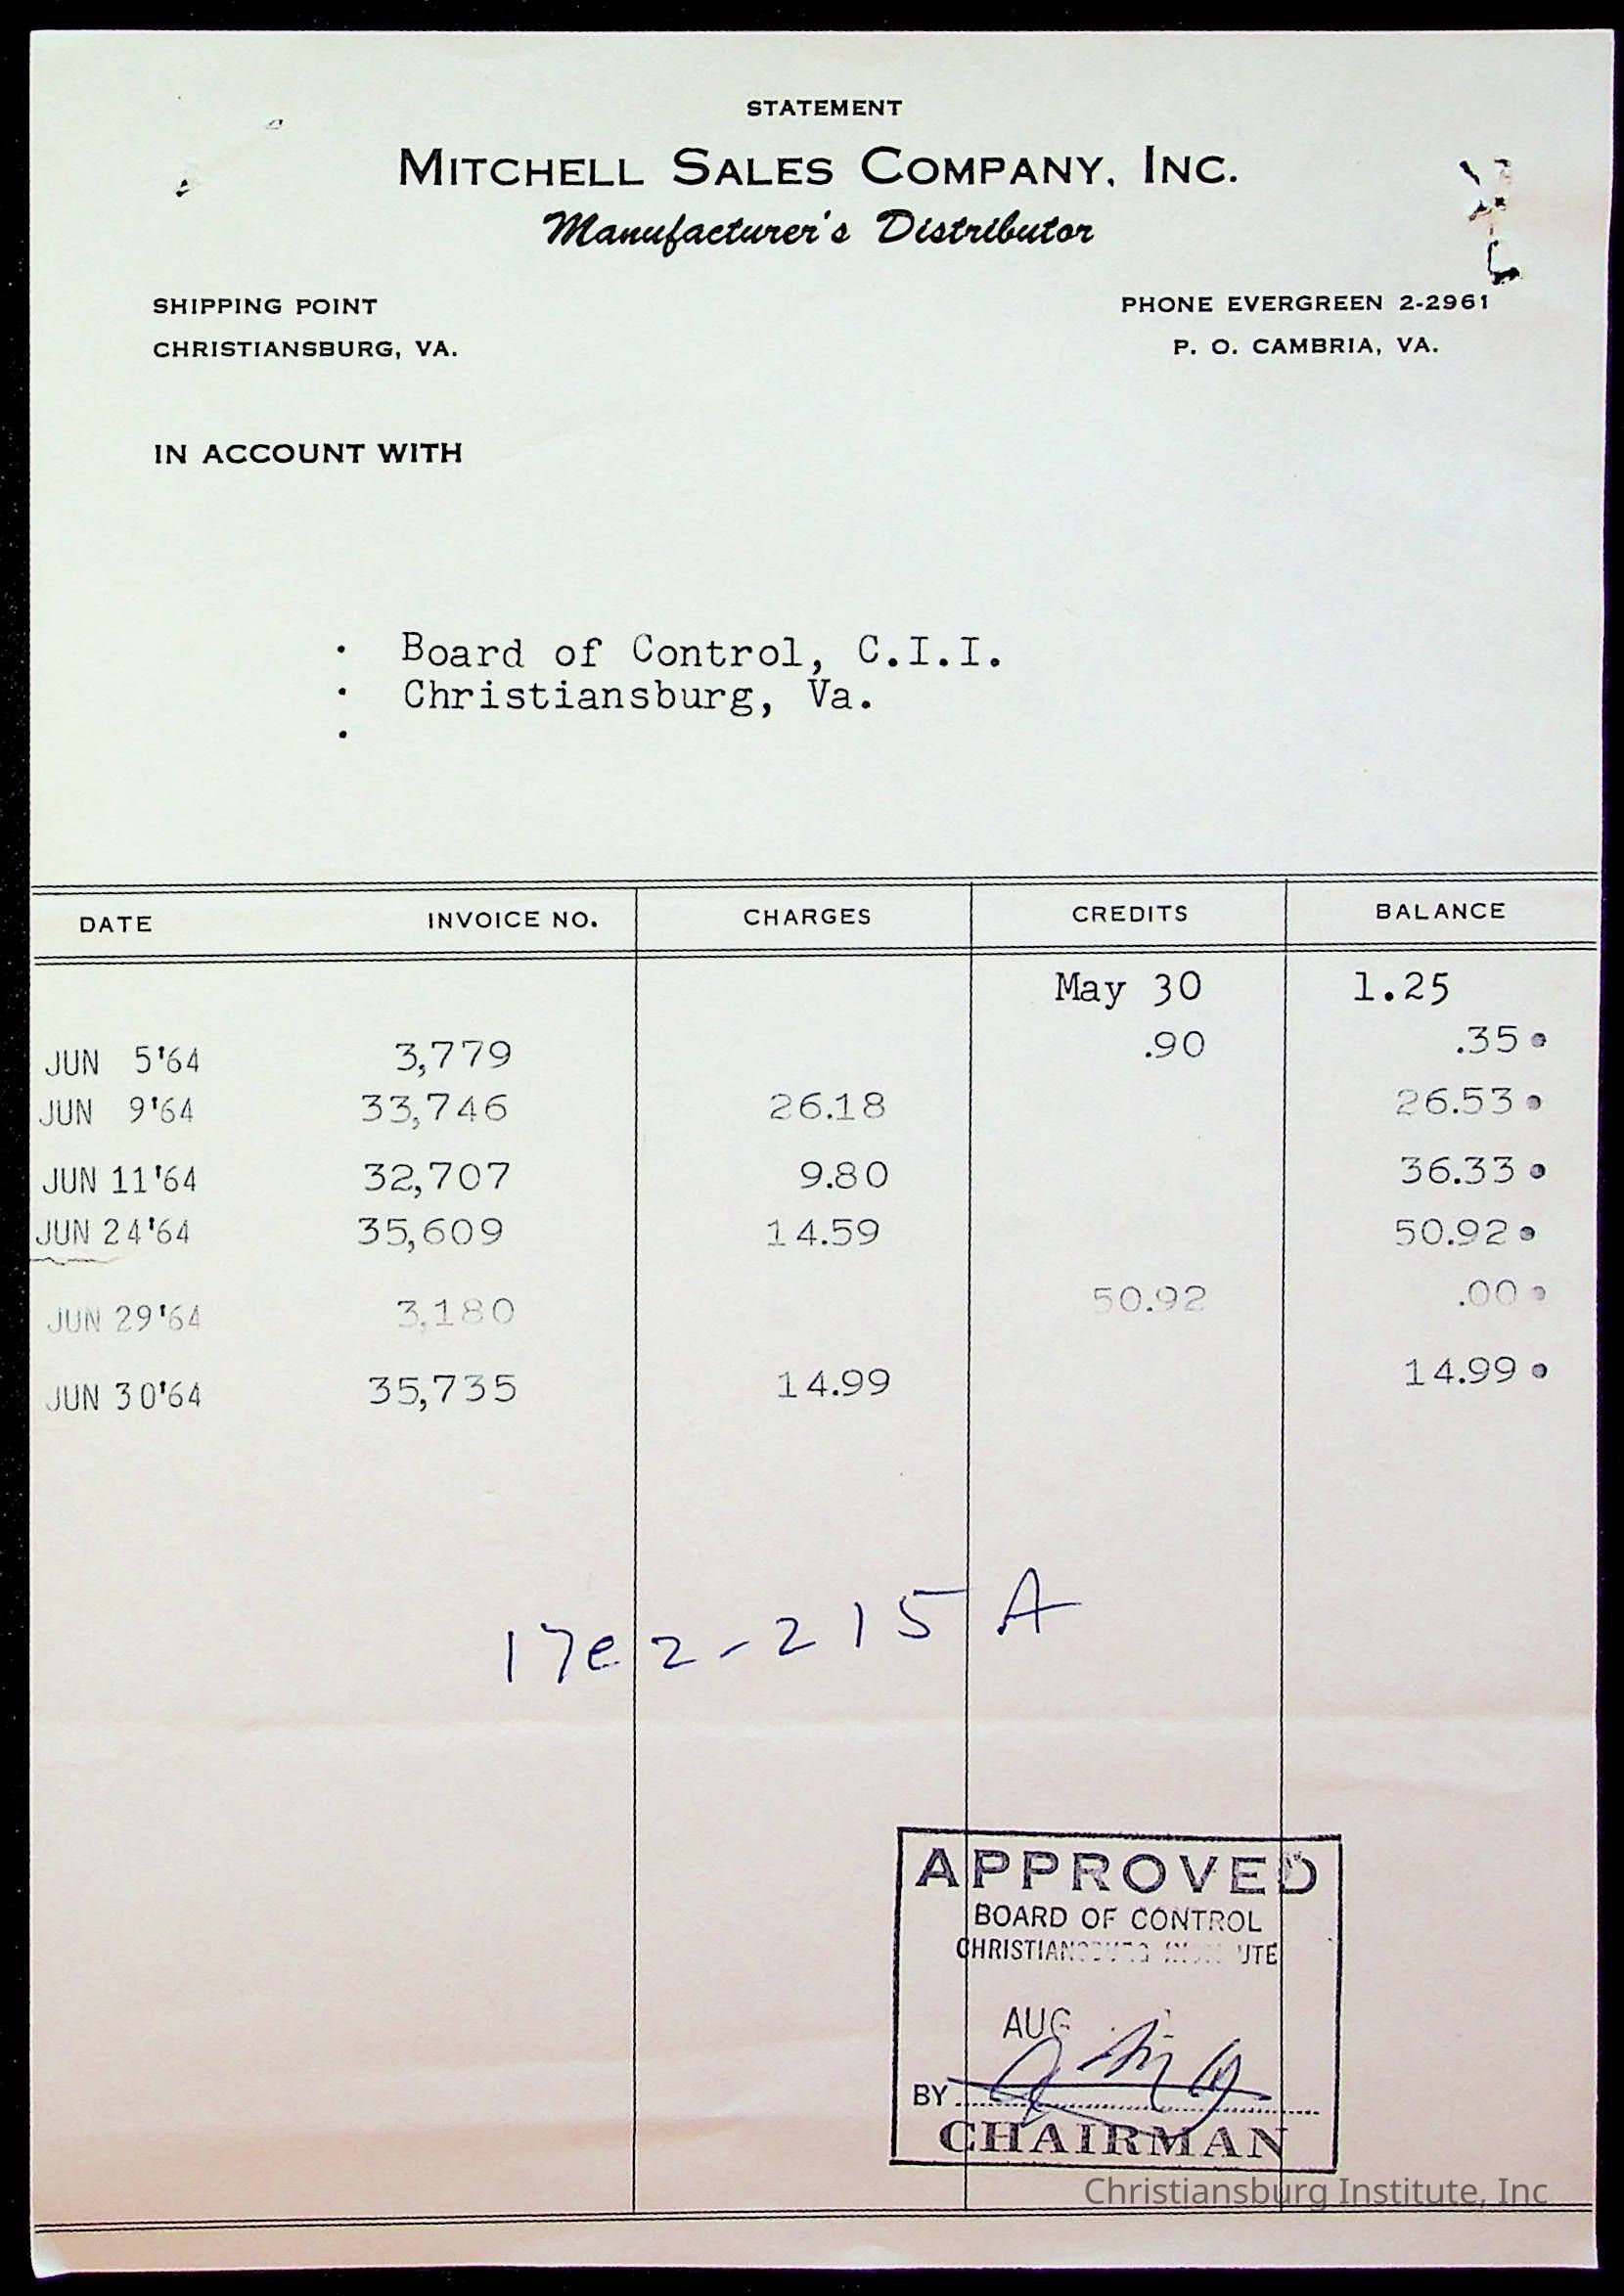 STATEMENT
MITCHELL SALES COMPANY, INC.
Manufacturer's Distributor
SHIPPING POINT
CHRISTIANSBURG, VA.
PHONE EVERGREEN 2-2961
P. O. CAMBRIA, VA.
IN ACCOUNT WITH
Board of Control, C.I.I.
Christiansburg, Va.
DATE INVOICE NO. CHARGES CREDITS BALANCE
May 30 1.25
JUN 5'64 3,779 .90 .35
JUN 9'64 33,746 26.18 26.53
JUN 11'64 32,707 9.80 36.33
JUN 24'64 35,609 14.59 50.92
JUN 29'64 3,180 50.92 .00
JUN 30'64 35,735 14.99 14.99
17e2-215 A
APPROVED
BOARD OF CONTROL
AUG
BY
CHAIRMAN
Christiansburg Institute, Inc